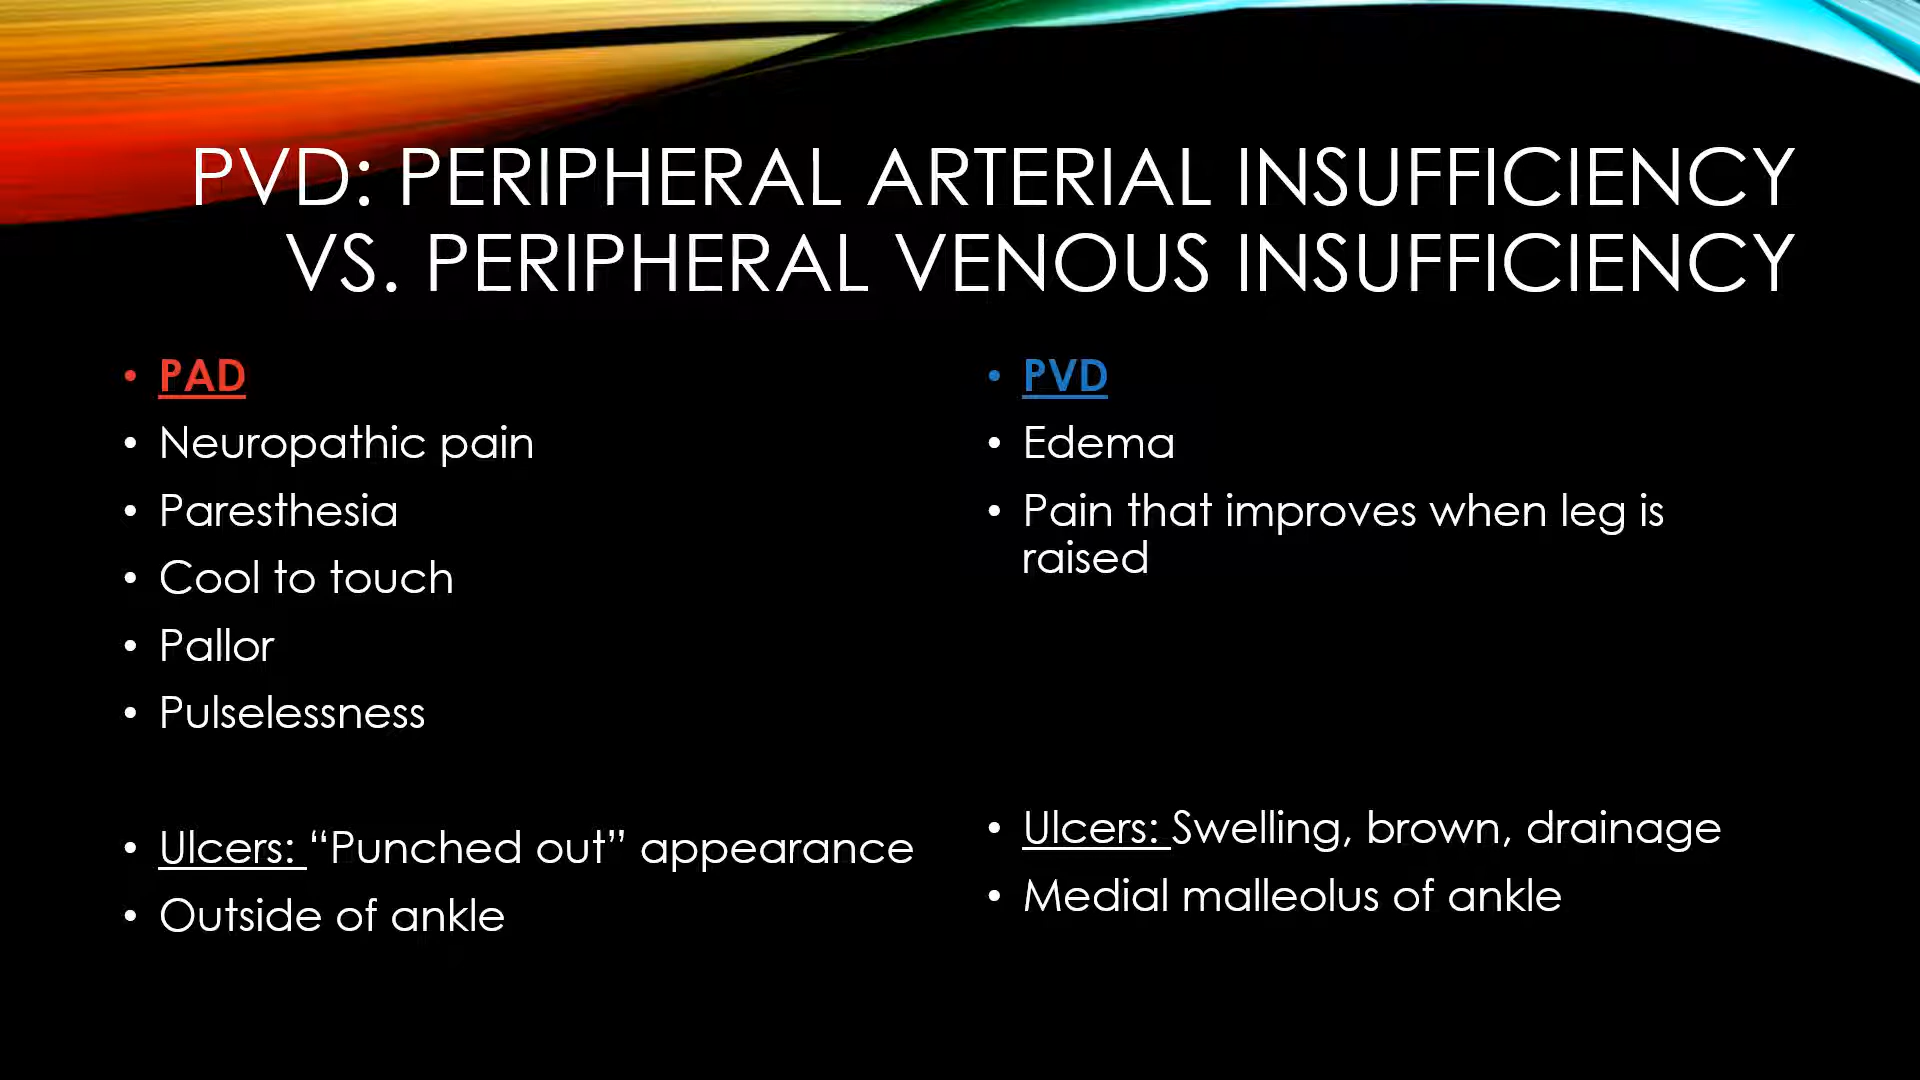 PVD: PERIPHERAL ARTERIAL INSUFFICIENCY
VS. PERIPHERAL VENOUS INSUFFICIENCY
• PAD
• Neuropathic pain
• Paresthesia
• Cool to touch
• Pallor
• Pulselessness
• Ulcers: “Punched out” appearance
• Outside of ankle
• PVD
• Edema
• Pain that improves when leg is
raised
• Ulcers: Swelling, brown, drainage
• Medial malleolus of ankle